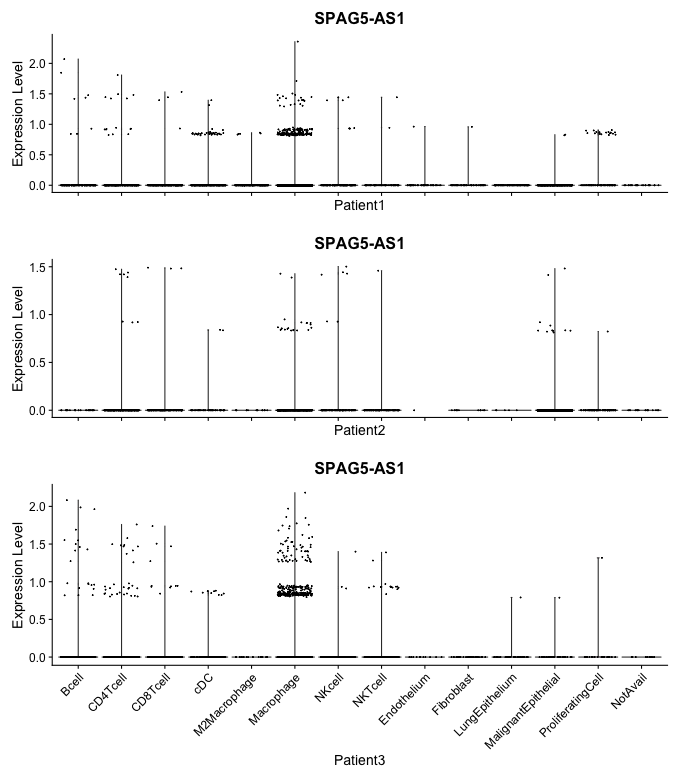 SPAG5-AS1
Expression Level
2.0
1.5
1.0
0.5
0.0
Patient1
SPAG5-AS1
Expression Level
1.5
1.0
0.5
0.0
Patient2
SPAG5-AS1
Expression Level
2.0
1.5
1.0
0.5
0.0
Bcell
CD4Tcell
CD8Tcell
cDC
M2Macrophage
Macrophage
NKcell
NKTcell
Endothelium
Fibroblast
LungEpithelium
MalignantEpithelial
ProliferatingCell
NotAvail
Patient3